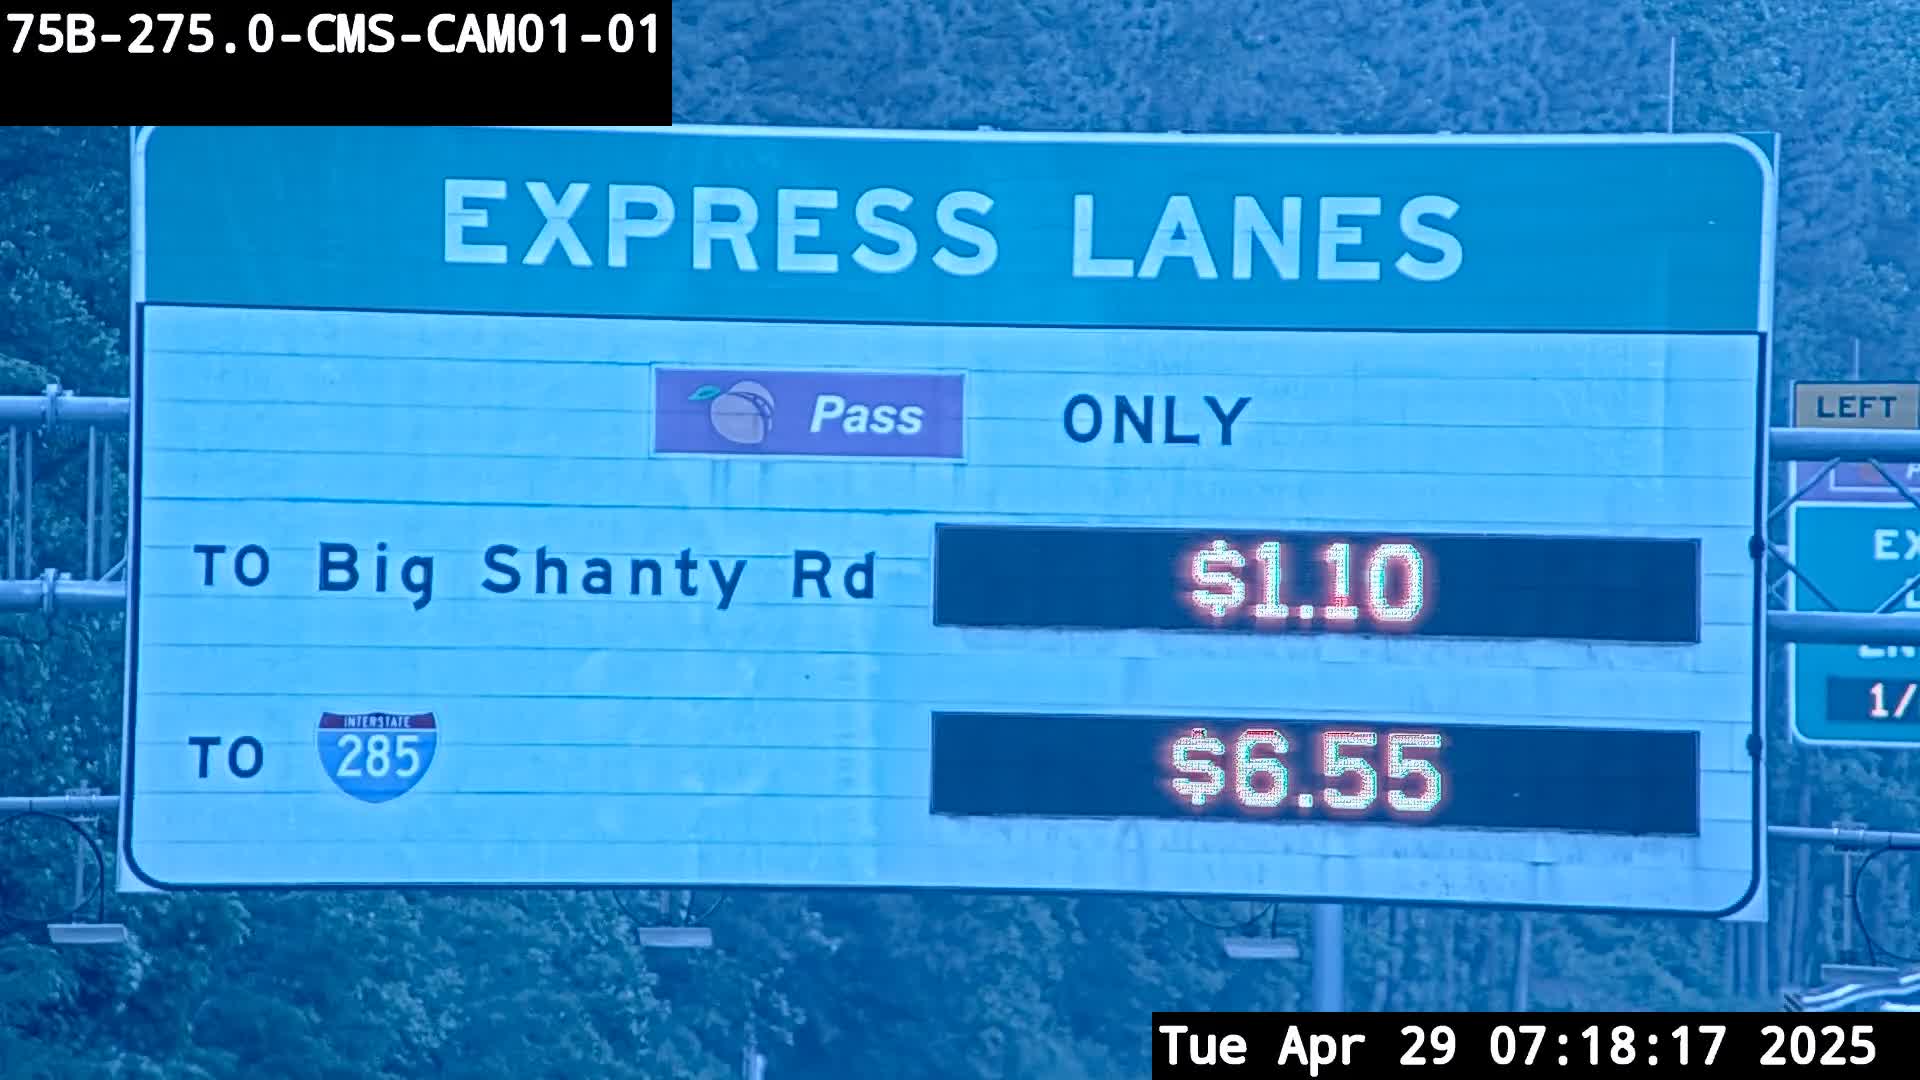 75B-275.0-CMS-CAM01-01
EXPRESS LANES
Pass ONLY
TO Big Shanty Rd $1.10
TO INTERSTATE 285 $6.55
LEFT
1/
Tue Apr 29 07:18:17 2025